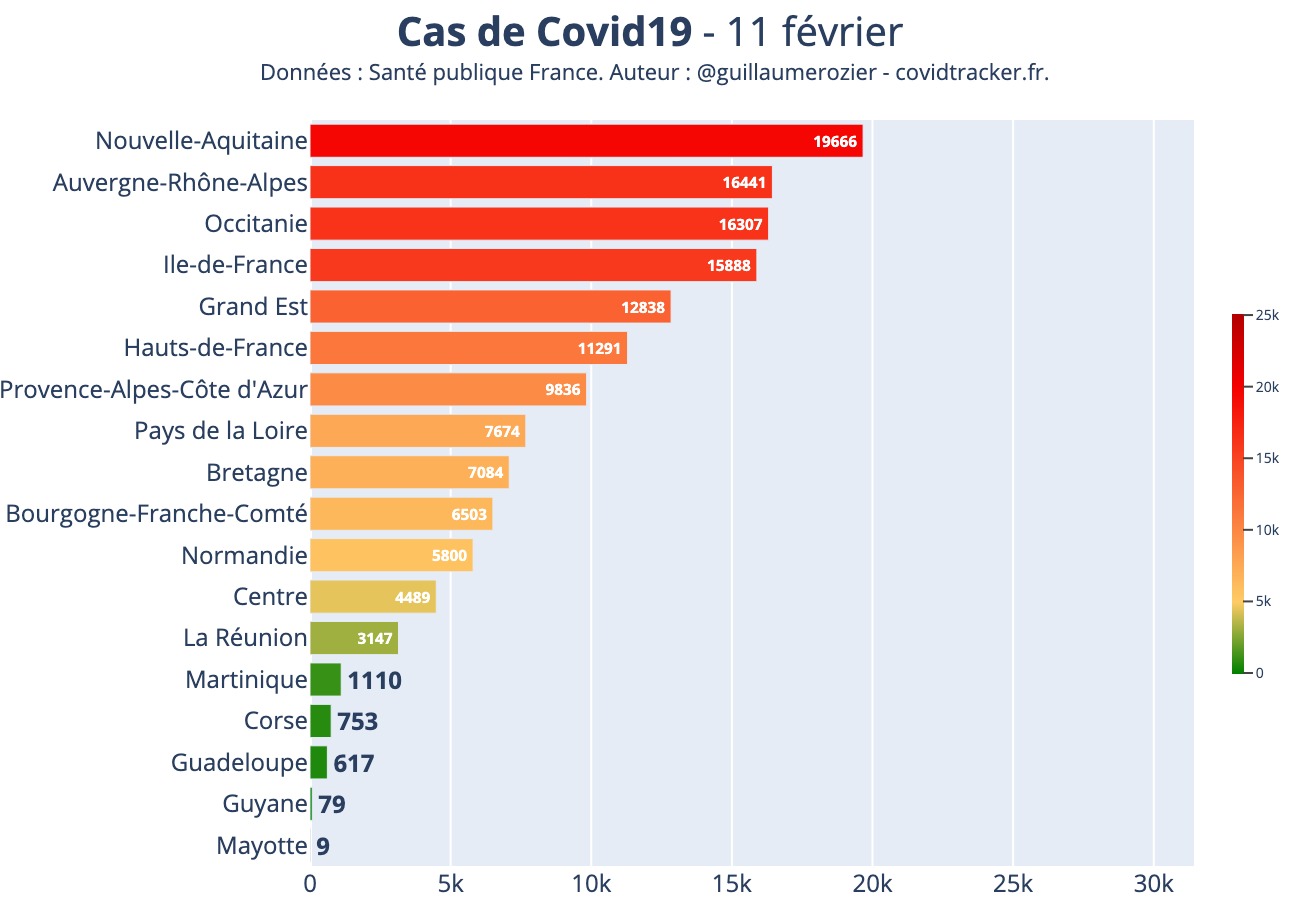 Cas de Covid19 - 11 février
Données : Santé publique France. Auteur : @guillaumerozier - covidtracker.fr.
Nouvelle-Aquitaine 19666
Auvergne-Rhône-Alpes 16441
Occitanie 16307
Ile-de-France 15888
Grand Est 12838
Hauts-de-France 11291
Provence-Alpes-Côte d'Azur 9836
Pays de la Loire 7674
Bretagne 7084
Bourgogne-Franche-Comté 6503
Normandie 5800
Centre 4489
La Réunion 3147
Martinique 1110
Corse 753
Guadeloupe 617
Guyane 79
Mayotte 9
0 5k 10k 15k 20k 25k 30k
25k
20k
15k
10k
5k
0